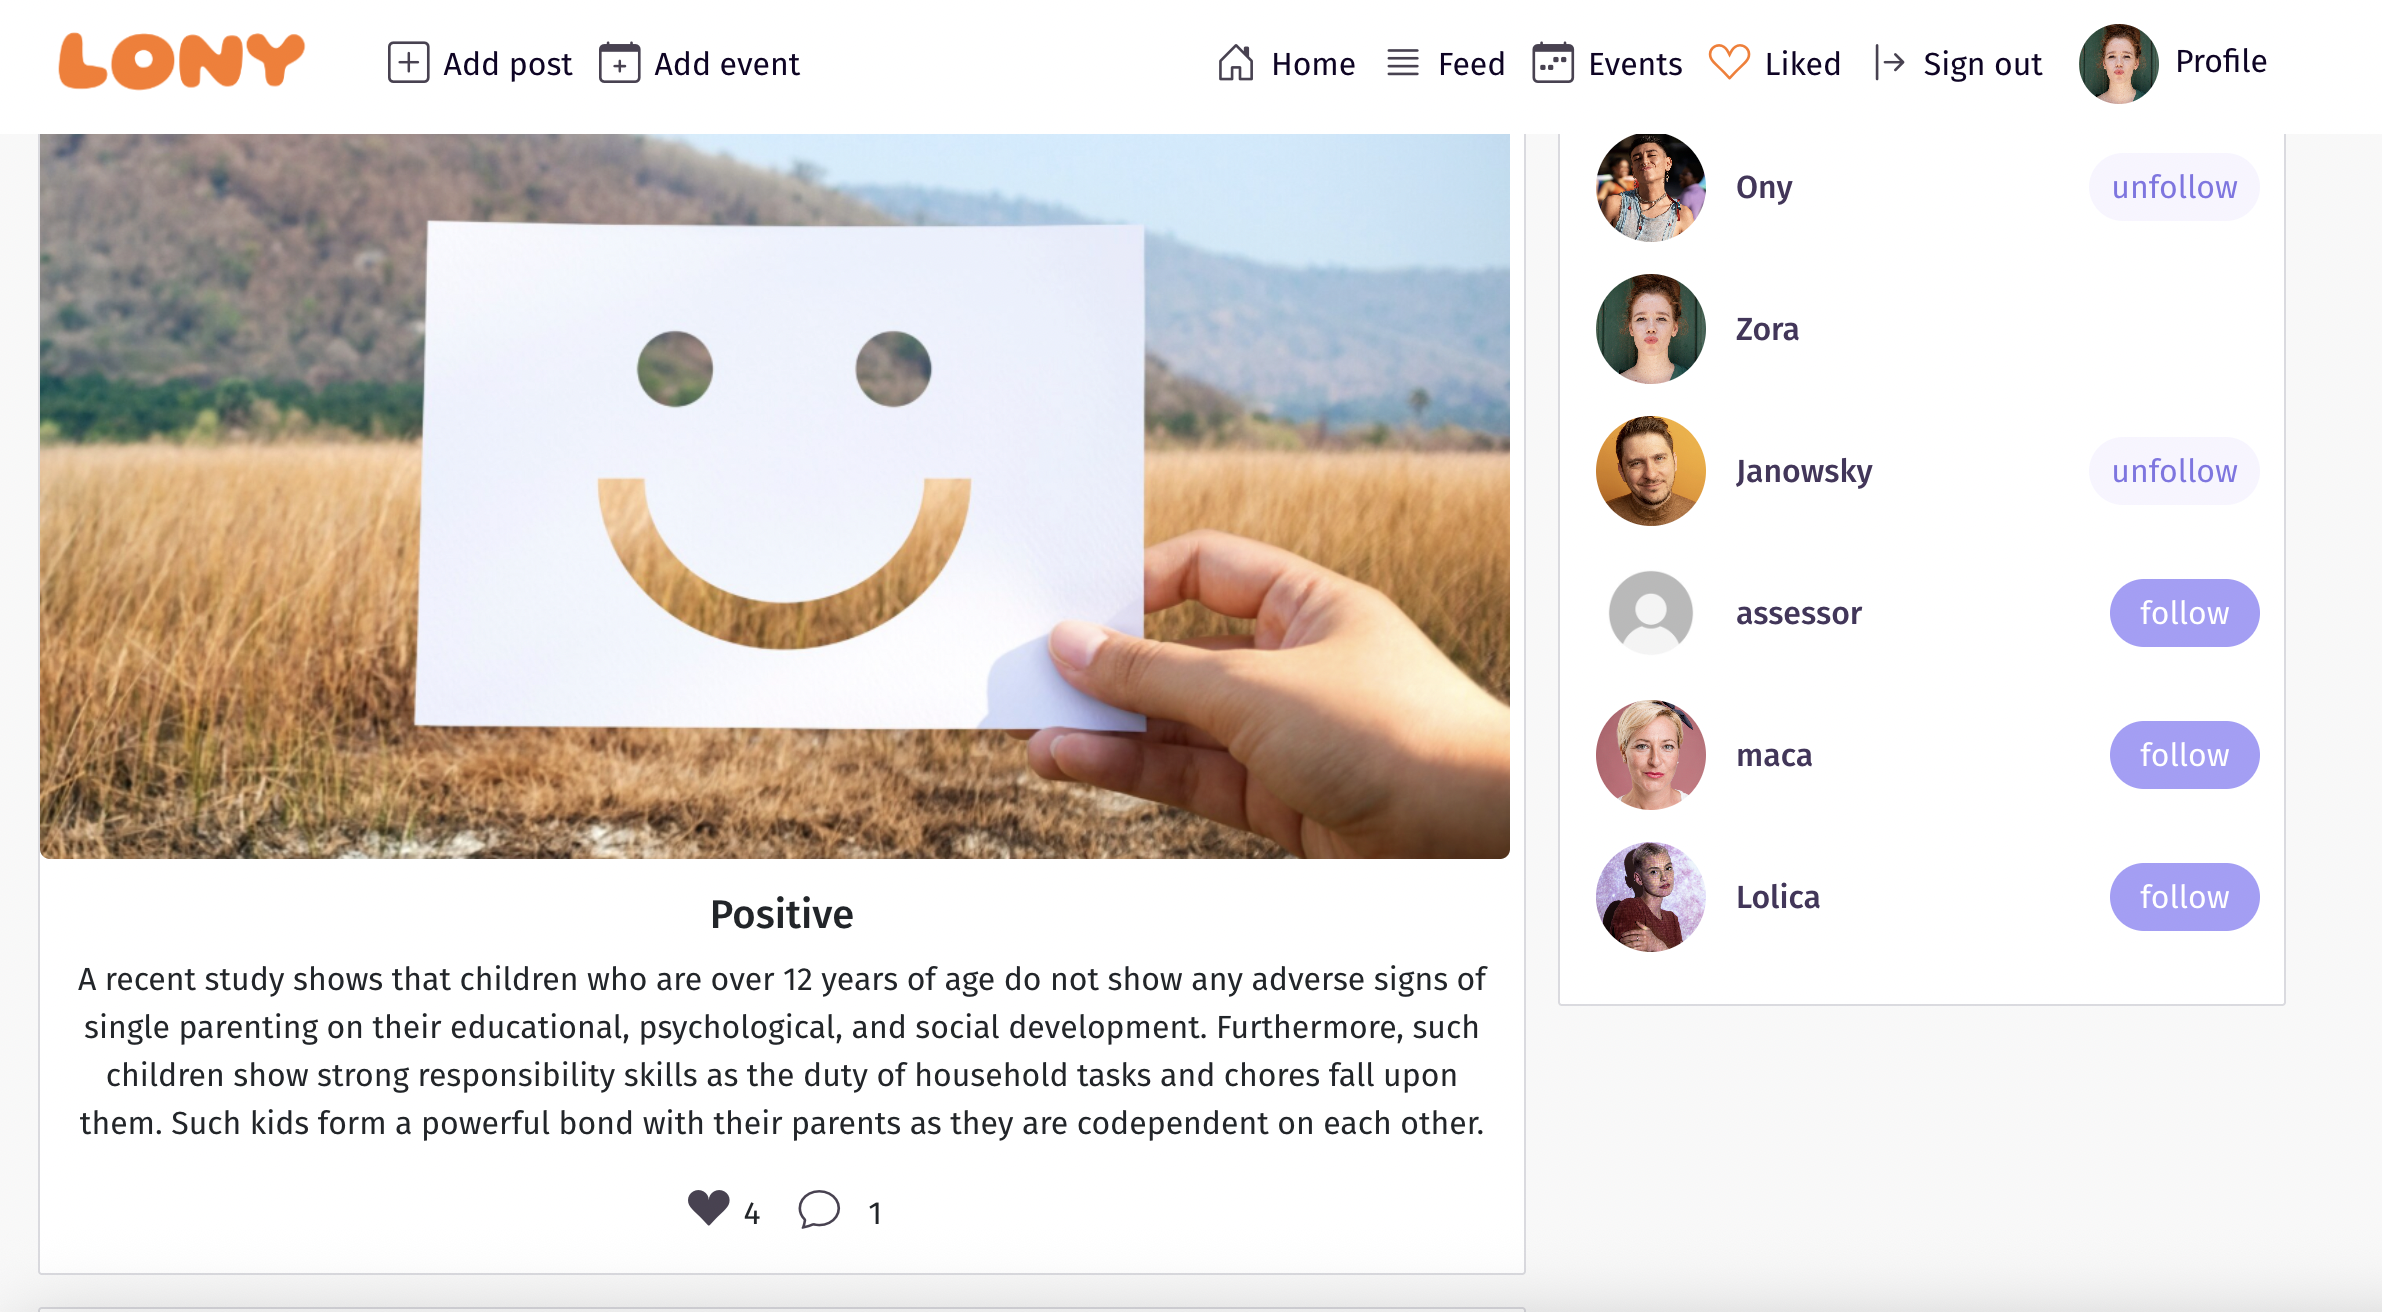 LONY
Add post
Add event
Home
Feed
Events
Liked
Sign out
Profile
Ony
unfollow
Zora
Janowsky
unfollow
assessor
follow
maca
follow
Lolica
follow
Positive
A recent study shows that children who are over 12 years of age do not show any adverse signs of
single parenting on their educational, psychological, and social development. Furthermore, such
children show strong responsibility skills as the duty of household tasks and chores fall upon
them. Such kids form a powerful bond with their parents as they are codependent on each other.
4
1